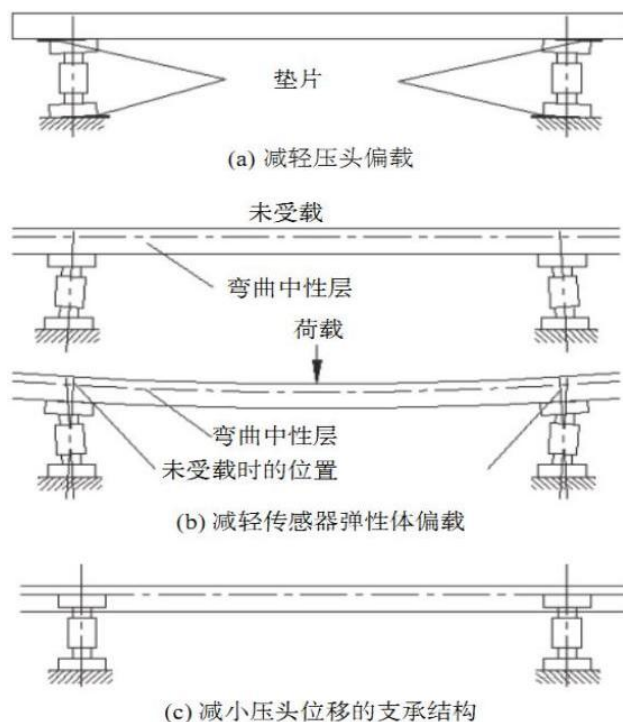 垫片
(a) 减轻压头偏载
未受载
弯曲中性层
荷载
弯曲中性层
未受载时的位置
(b) 减轻传感器弹性体偏载
(c) 减小压头位移的支承结构